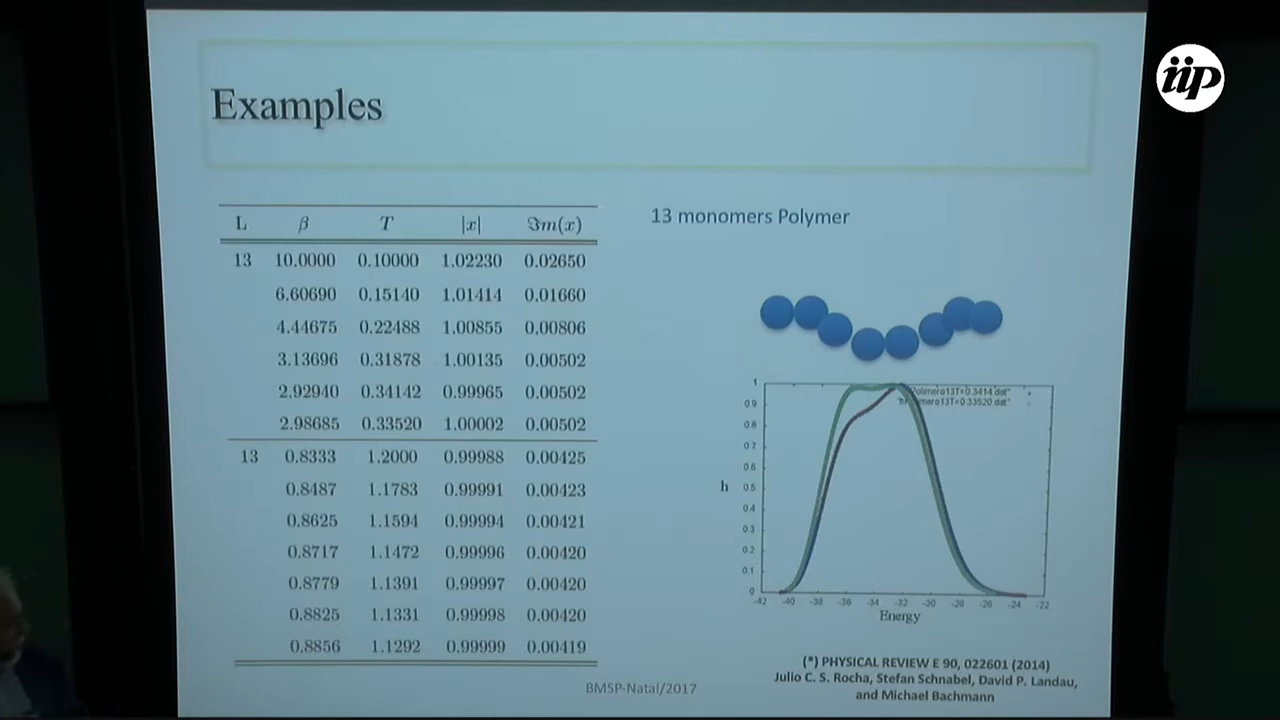 iip
Examples
L β T |x| ℑm(x)
13 10.0000 0.10000 1.02230 0.02650
6.60690 0.15140 1.01414 0.01660
4.44675 0.22488 1.00855 0.00806
3.13696 0.31878 1.00135 0.00502
2.92940 0.34142 0.99965 0.00502
2.98685 0.33520 1.00002 0.00502
13 0.8333 1.2000 0.99988 0.00425
0.8487 1.1783 0.99991 0.00423
0.8625 1.1594 0.99994 0.00421
0.8717 1.1472 0.99996 0.00420
0.8779 1.1391 0.99997 0.00420
0.8825 1.1331 0.99998 0.00420
0.8856 1.1292 0.99999 0.00419
13 monomers Polymer
1
0.9
0.8
0.7
0.6
h 0.5
0.4
0.3
0.2
0.1
0
-42 -40 -38 -36 -34 -32 -30 -28 -26 -24 -22
Energy
(*) PHYSICAL REVIEW E 90, 022601 (2014)
Julio C. S. Rocha, Stefan Schnabel, David P. Landau,
and Michael Bachmann
BMSP-Natal/2017